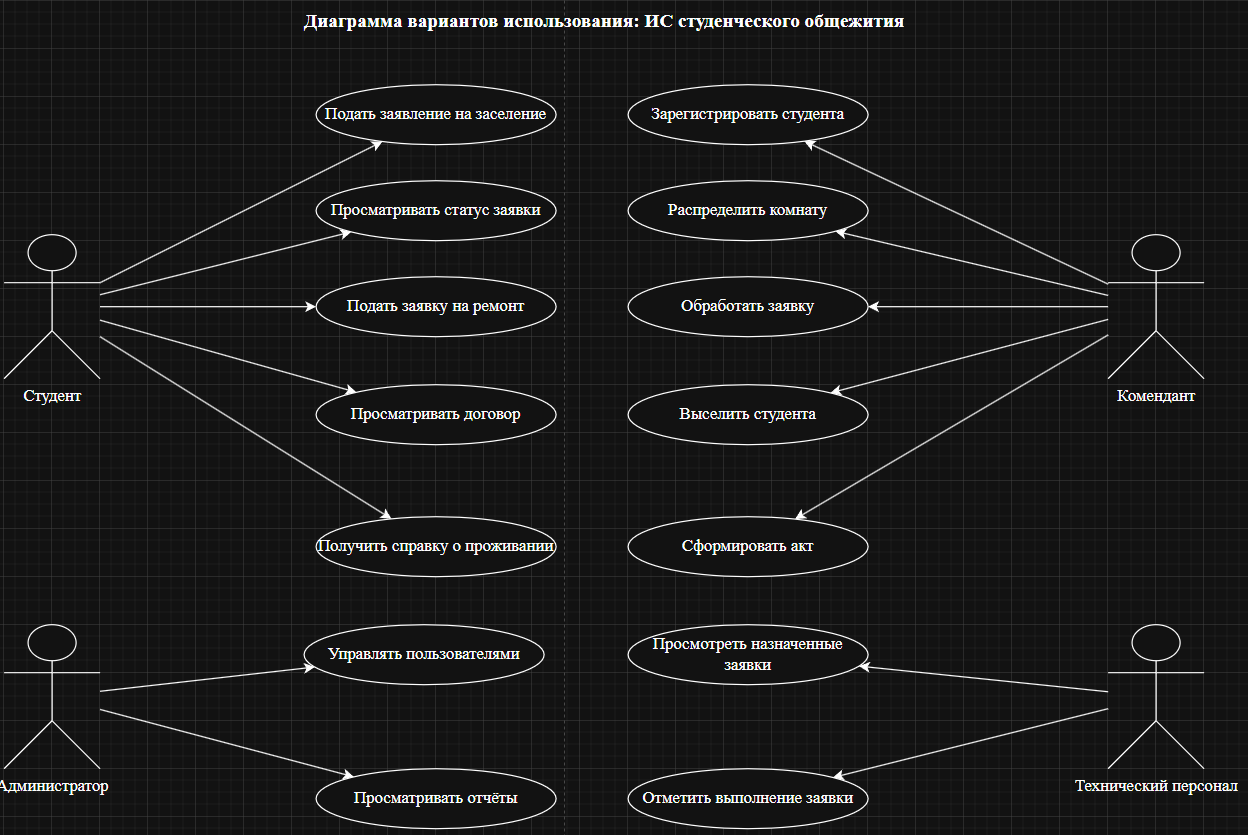 Диаграмма вариантов использования: ИС студенческого общежития
Подать заявление на заселение
Зарегистрировать студента
Просматривать статус заявки
Распределить комнату
Подать заявку на ремонт
Обработать заявку
Студент
Комендант
Просматривать договор
Выселить студента
Получить справку о проживании
Сформировать акт
Управлять пользователями
Просмотреть назначенные
заявки
Администратор
Технический персонал
Просматривать отчёты
Отметить выполнение заявки